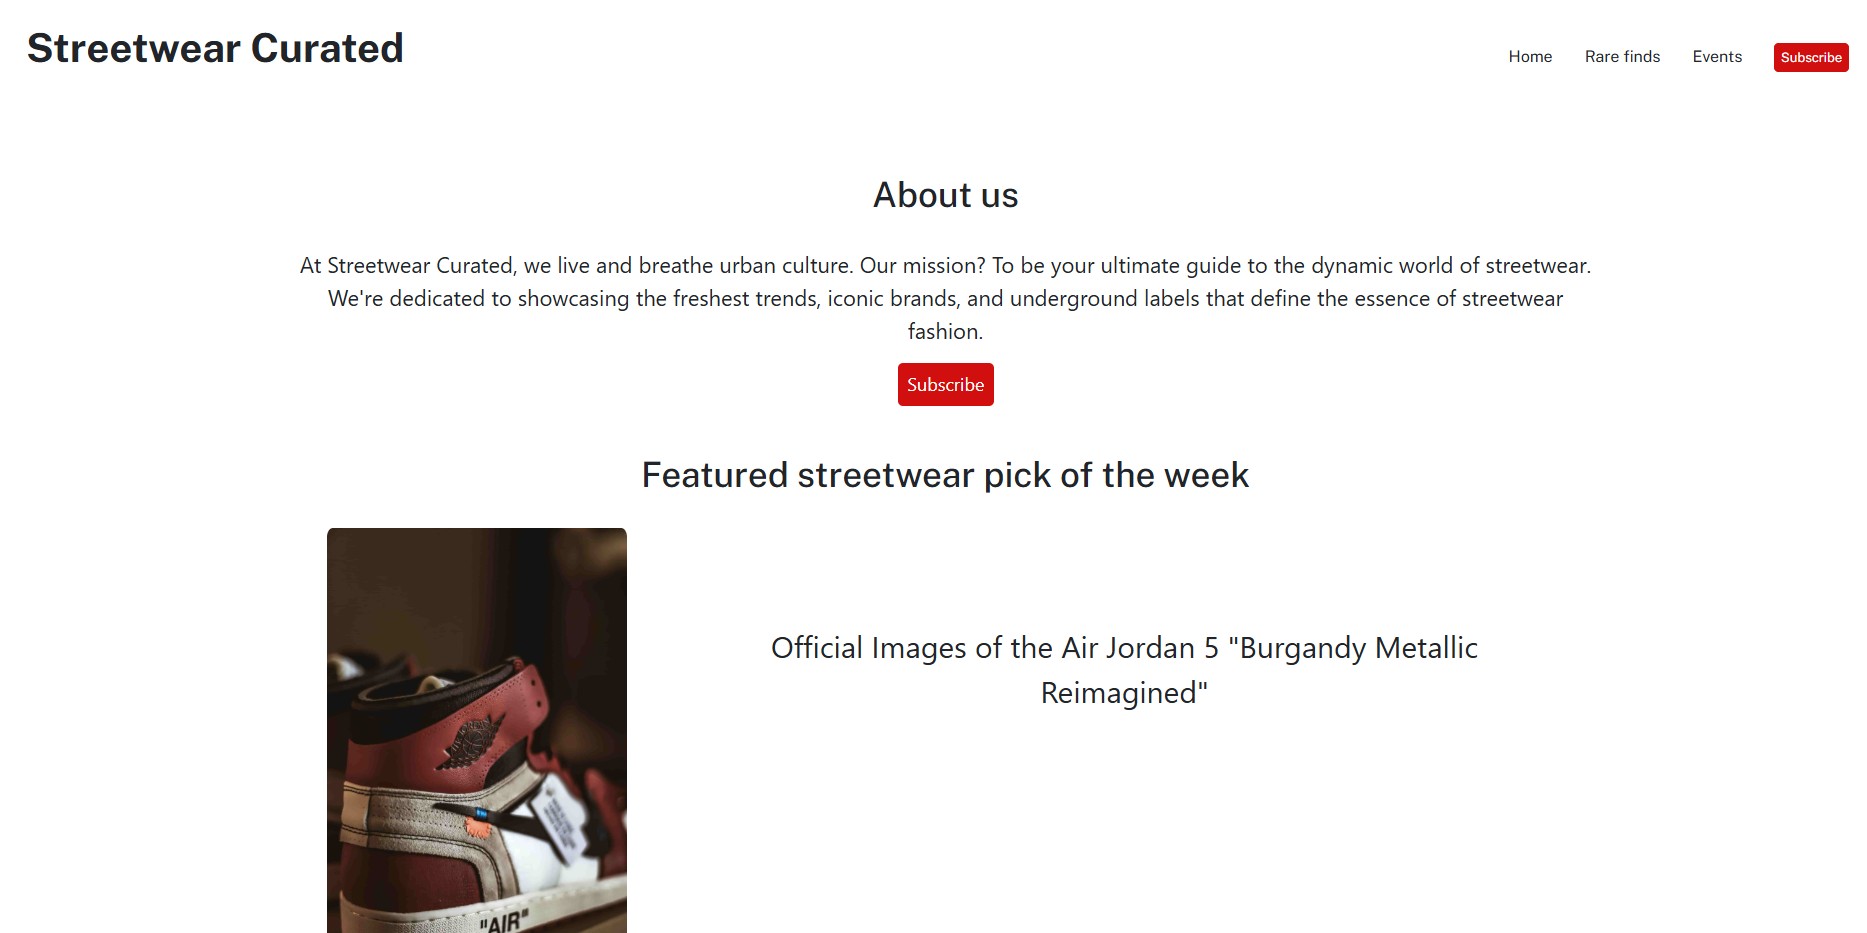 Streetwear Curated
Home
Rare finds
Events
Subscribe
About us
At Streetwear Curated, we live and breathe urban culture. Our mission? To be your ultimate guide to the dynamic world of streetwear.
We're dedicated to showcasing the freshest trends, iconic brands, and underground labels that define the essence of streetwear
fashion.
Subscribe
Featured streetwear pick of the week
Official Images of the Air Jordan 5 "Burgandy Metallic
Reimagined"
"AIR"